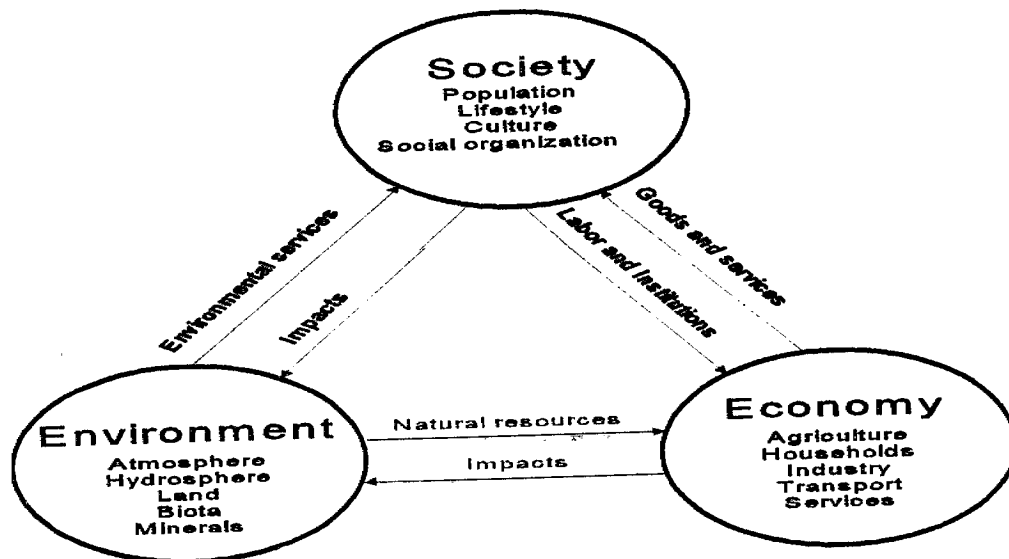 Society
Population
Lifestyle
Culture
Social organization
Environmental services
Impacts
Labor and Institutions
Goods and services
Environment
Atmosphere
Hydrosphere
Land
Biota
Minerals
Natural resources
Impacts
Economy
Agriculture
Households
Industry
Transport
Services